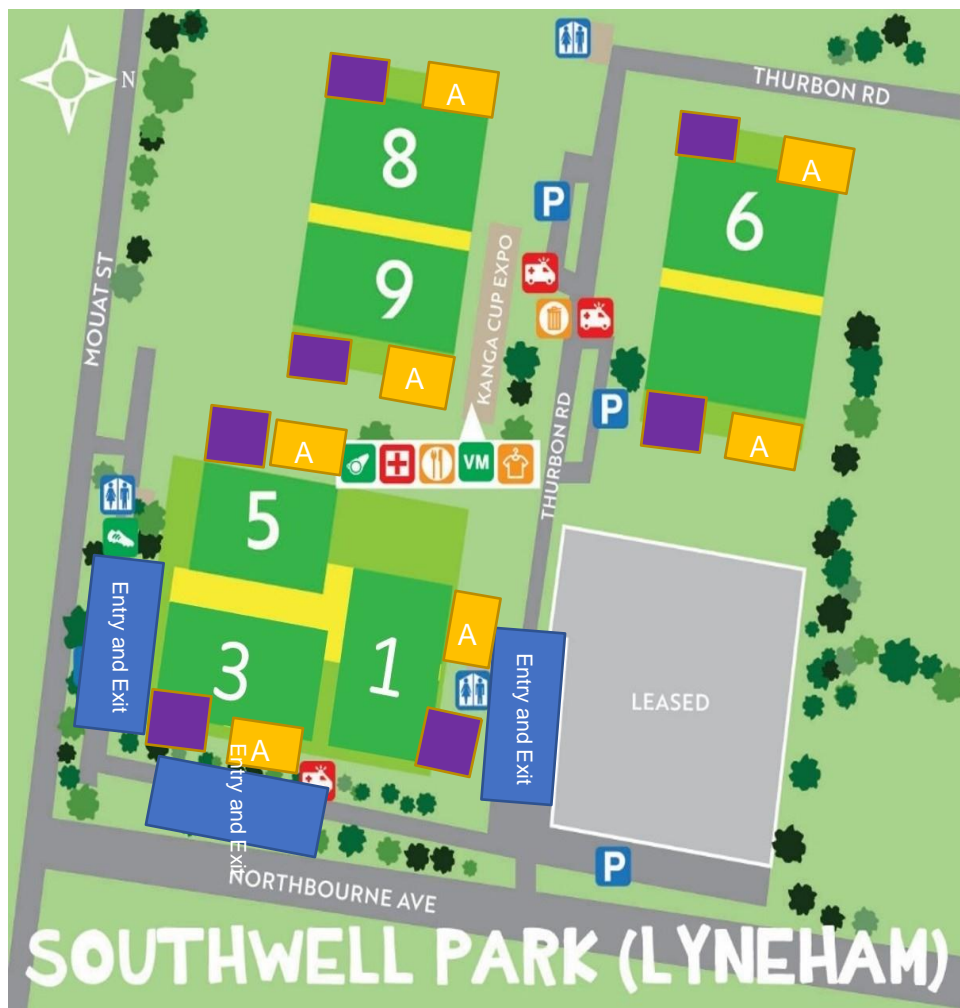 THURBON RD
N
A
8
A
P
6
MOUAT ST
9
KANGA CUP EXPO
A
P
A
A
VM
THURBON RD
5
Entry and Exit
A
3
1
Entry and Exit
LEASED
A
Entry and Exit
P
NORTHBOURNE AVE
SOUTHWELL PARK (LYNEHAM)